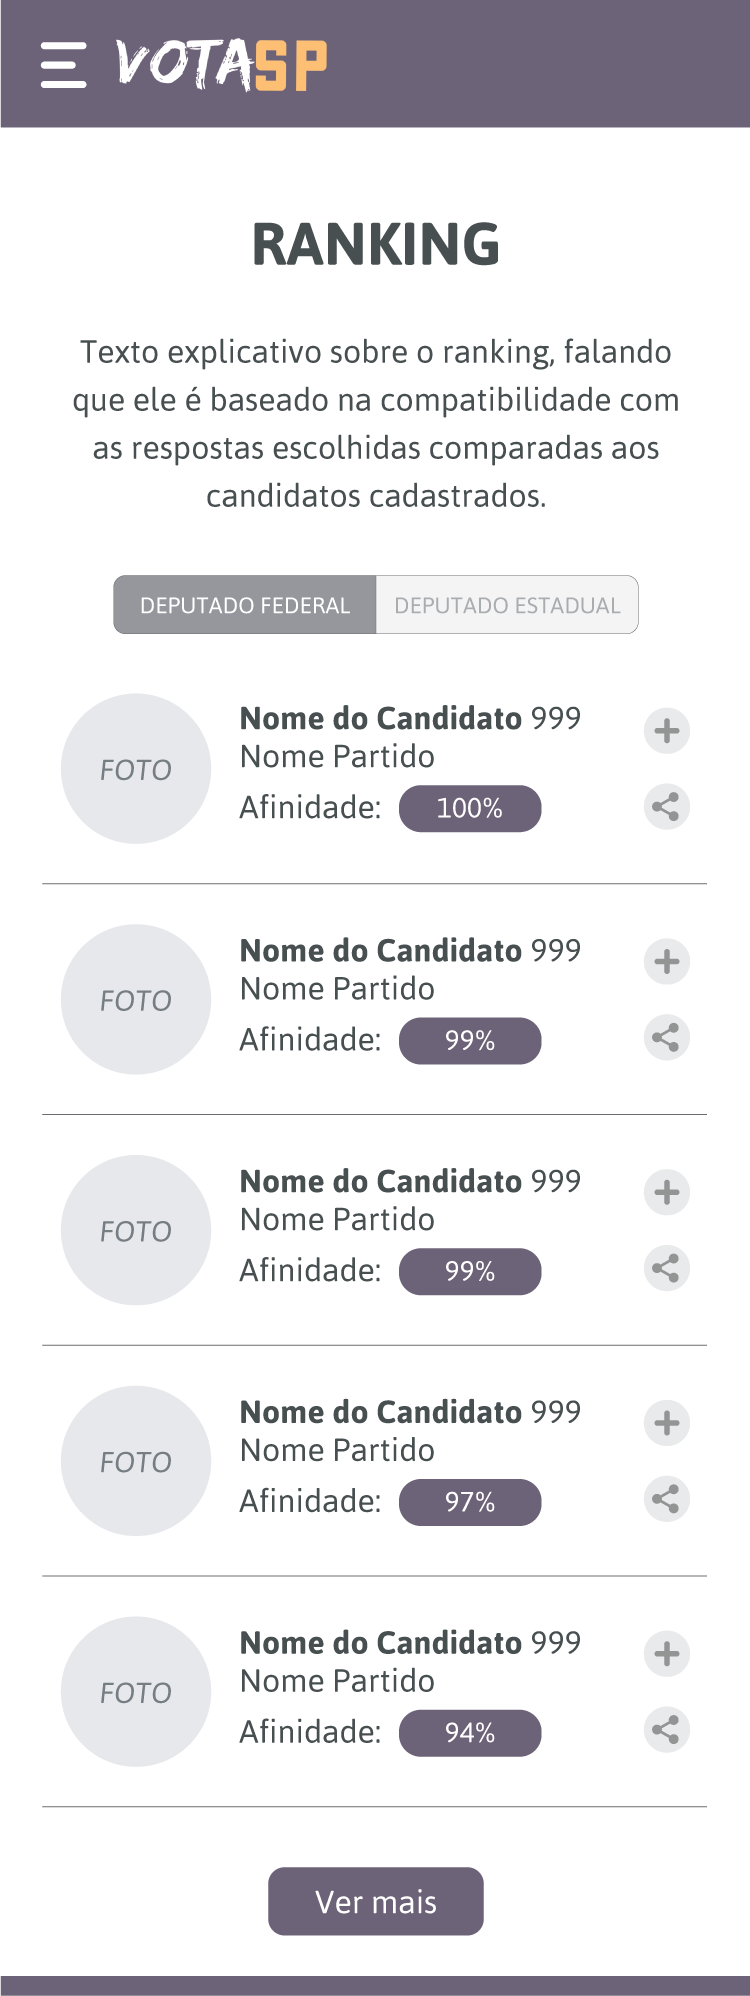 VOTASP
RANKING
Texto explicativo sobre o ranking, falando
que ele é baseado na compatibilidade com
as respostas escolhidas comparadas aos
candidatos cadastrados.
DEPUTADO FEDERAL DEPUTADO ESTADUAL
FOTO
Nome do Candidato 999
Nome Partido
Afinidade: 100%
FOTO
Nome do Candidato 999
Nome Partido
Afinidade: 99%
FOTO
Nome do Candidato 999
Nome Partido
Afinidade: 99%
FOTO
Nome do Candidato 999
Nome Partido
Afinidade: 97%
FOTO
Nome do Candidato 999
Nome Partido
Afinidade: 94%
Ver mais